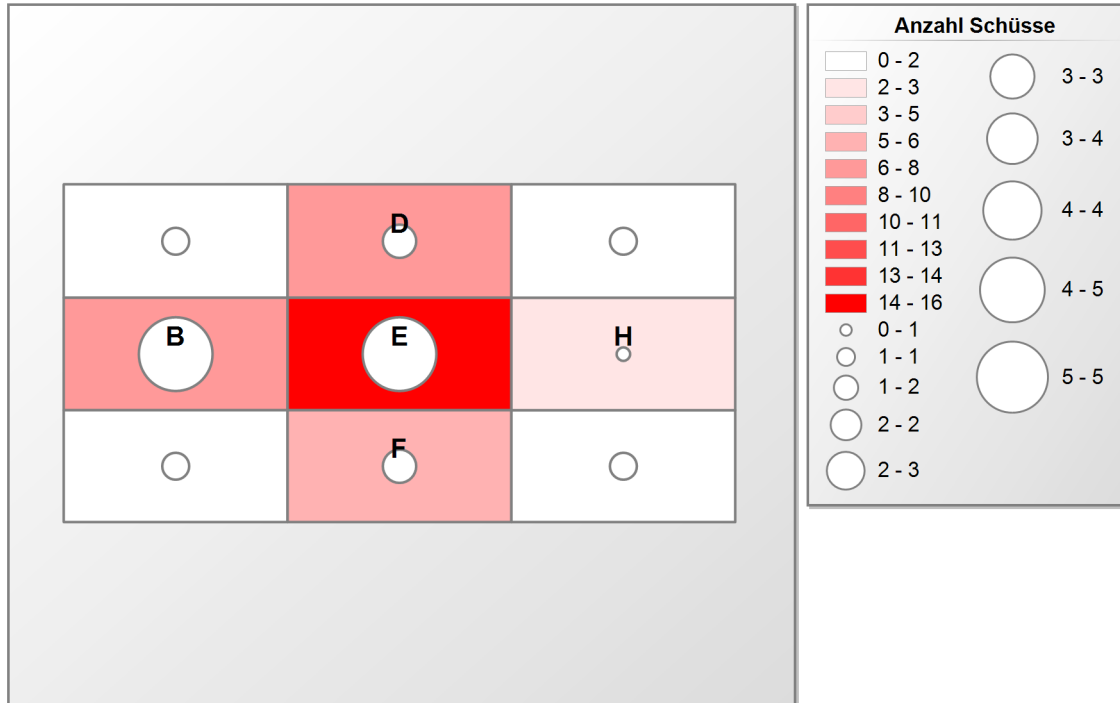 D
B
E
H
F
Anzahl Schüsse
0 - 2
2 - 3
3 - 5
5 - 6
6 - 8
8 - 10
10 - 11
11 - 13
13 - 14
14 - 16
0 - 1
1 - 1
1 - 2
2 - 2
2 - 3
3 - 3
3 - 4
4 - 4
4 - 5
5 - 5